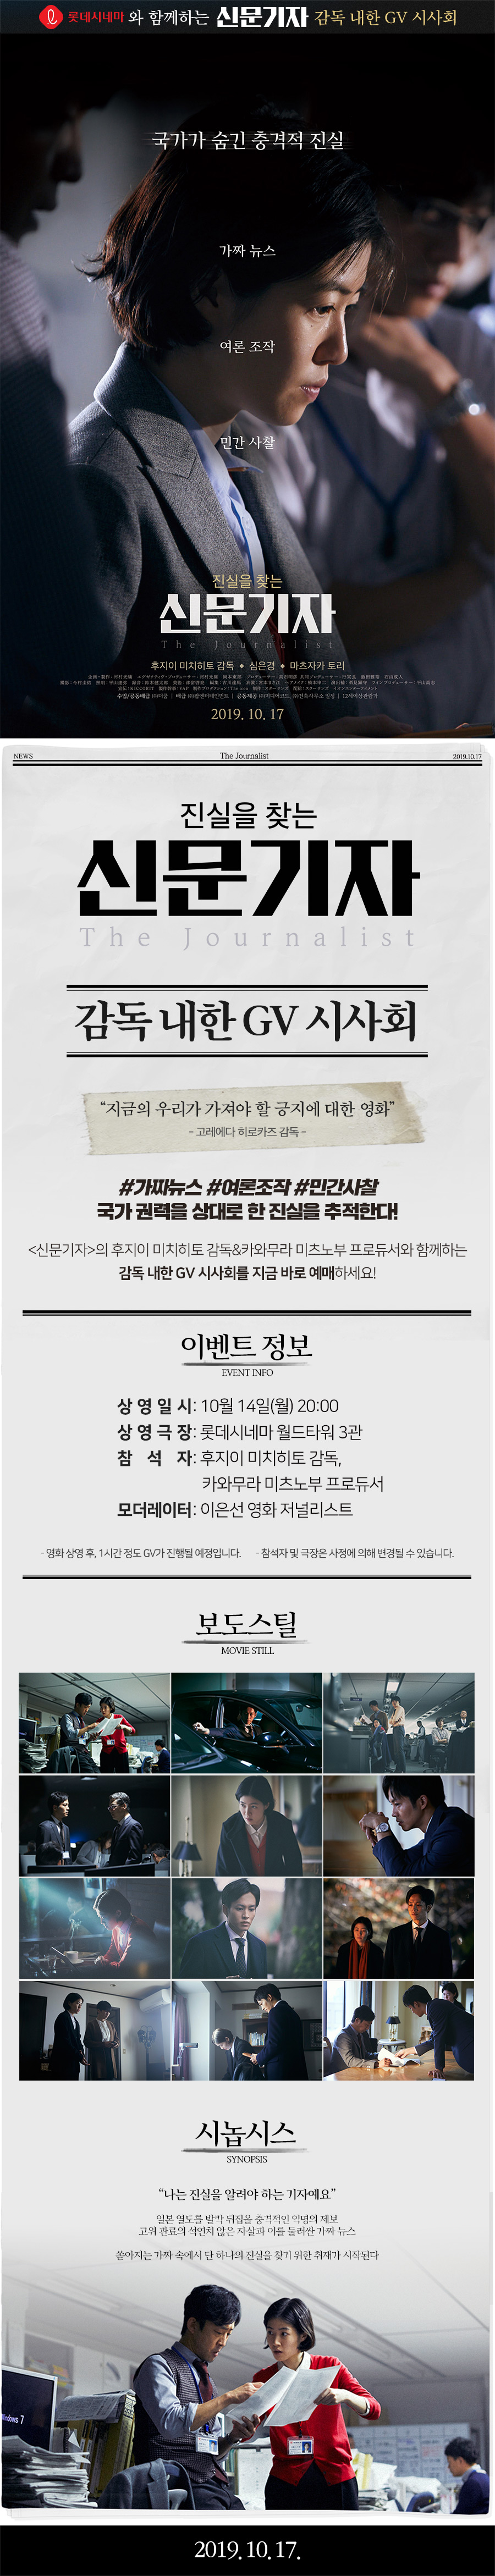 롯데시네마 와 함께하는 신문기자 감독 내한 GV 시사회
국가가 숨긴 충격적 진실
가짜 뉴스
여론 조작
민간 사찰
진실을 찾는
신문기자
The Journalist
후지이 미치히토 감독 ◆ 심은경 ◆ 마츠자카 토리
2019. 10. 17
NEWS
The Journalist
2019.10.17
진실을 찾는
신문기자
The Journalist
감독 내한 GV 시사회
“지금의 우리가 가져야 할 긍지에 대한 영화”
- 고레에다 히로카즈 감독 -
#가짜뉴스 #여론조작 #민간사찰
국가 권력을 상대로 한 진실을 추적한다!
<신문기자>의 후지이 미치히토 감독&카와무라 미츠노부 프로듀서와 함께하는
감독 내한 GV 시사회를 지금 바로 예매하세요!
이벤트 정보
EVENT INFO
상 영 일 시: 10월 14일(월) 20:00
상 영 극 장: 롯데시네마 월드타워 3관
참 석 자: 후지이 미치히토 감독,
카와무라 미츠노부 프로듀서
모더레이터: 이은선 영화 저널리스트
- 영화 상영 후, 1시간 정도 GV가 진행될 예정입니다. - 참석자 및 극장은 사정에 의해 변경될 수 있습니다.
보도스틸
MOVIE STILL
시놉시스
SYNOPSIS
“나는 진실을 알려야 하는 기자예요”
일본 열도를 발칵 뒤집을 충격적인 익명의 제보
고위 관료의 석연치 않은 자살과 이를 둘러싼 가짜 뉴스
쏟아지는 가짜 속에서 단 하나의 진실을 찾기 위한 취재가 시작된다
Windows 7
2019. 10. 17.